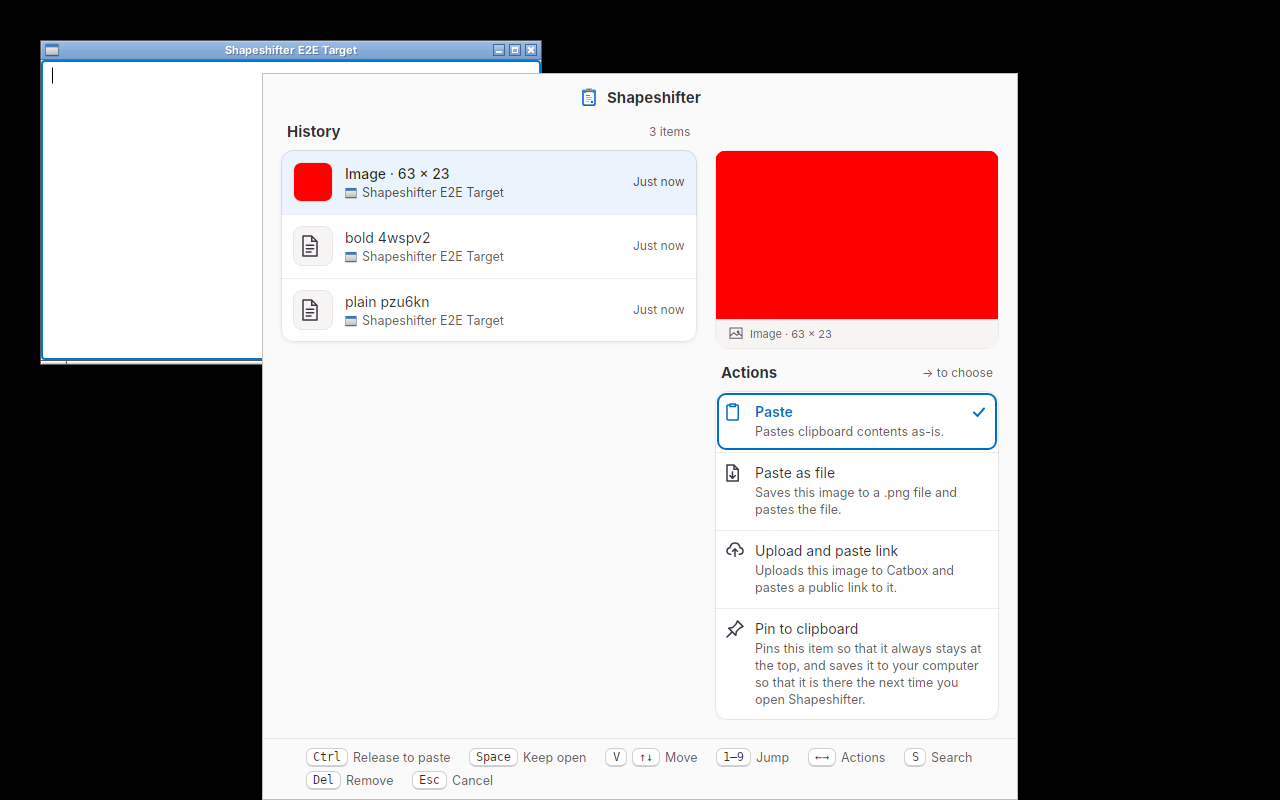 Shapeshifter E2E Target
Shapeshifter
History
3 items
Image · 63 × 23
Shapeshifter E2E Target
Just now
bold 4wspv2
Shapeshifter E2E Target
Just now
plain pzu6kn
Shapeshifter E2E Target
Just now
Image · 63 × 23
Actions
→ to choose
Paste
Pastes clipboard contents as-is.
Paste as file
Saves this image to a .png file and
pastes the file.
Upload and paste link
Uploads this image to Catbox and
pastes a public link to it.
Pin to clipboard
Pins this item so that it always stays at
the top, and saves it to your computer
so that it is there the next time you
open Shapeshifter.
Ctrl Release to paste Space Keep open V ↑↓ Move 1–9 Jump ←→ Actions S Search
Del Remove Esc Cancel